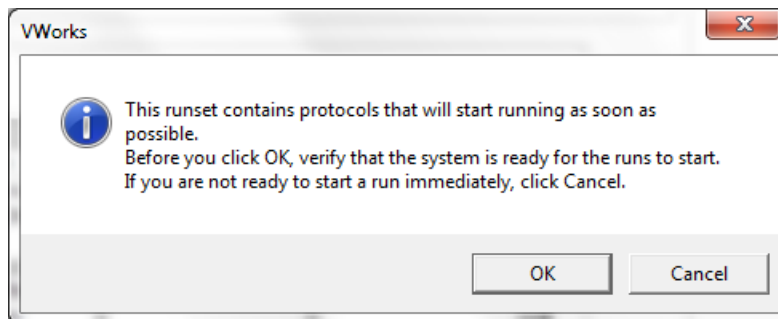 VWorks
This runset contains protocols that will start running as soon as
possible.
Before you click OK, verify that the system is ready for the runs to start.
If you are not ready to start a run immediately, click Cancel.
OK
Cancel